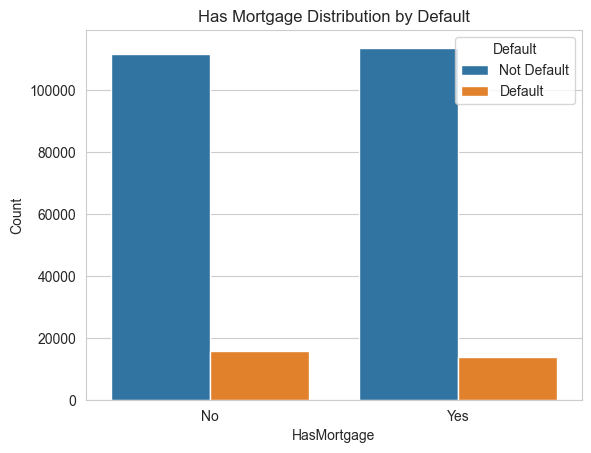 Has Mortgage Distribution by Default
Default
Not Default
Default
100000
80000
60000
40000
20000
0
Count
No
Yes
HasMortgage